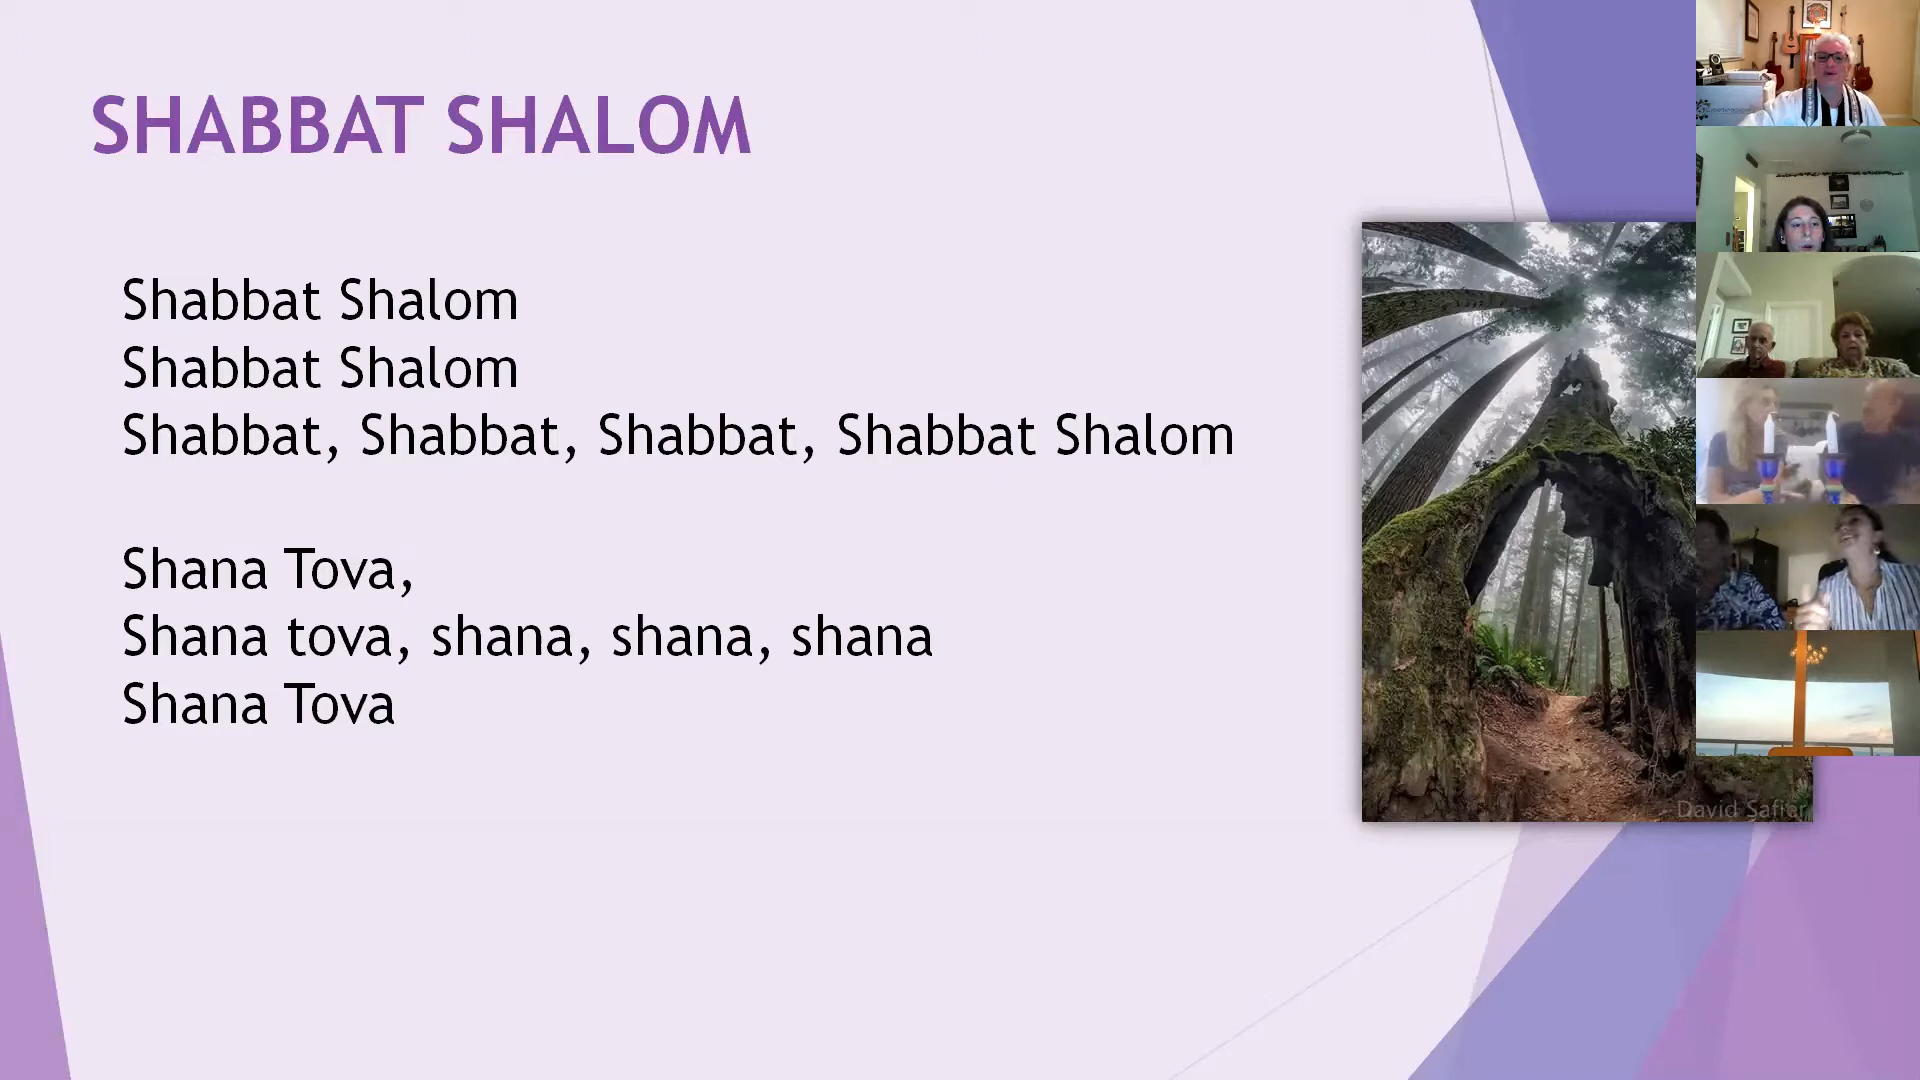 SHABBAT SHALOM
Shabbat Shalom
Shabbat Shalom
Shabbat, Shabbat, Shabbat, Shabbat Shalom
Shana Tova,
Shana tova, shana, shana, shana
Shana Tova
David Safier